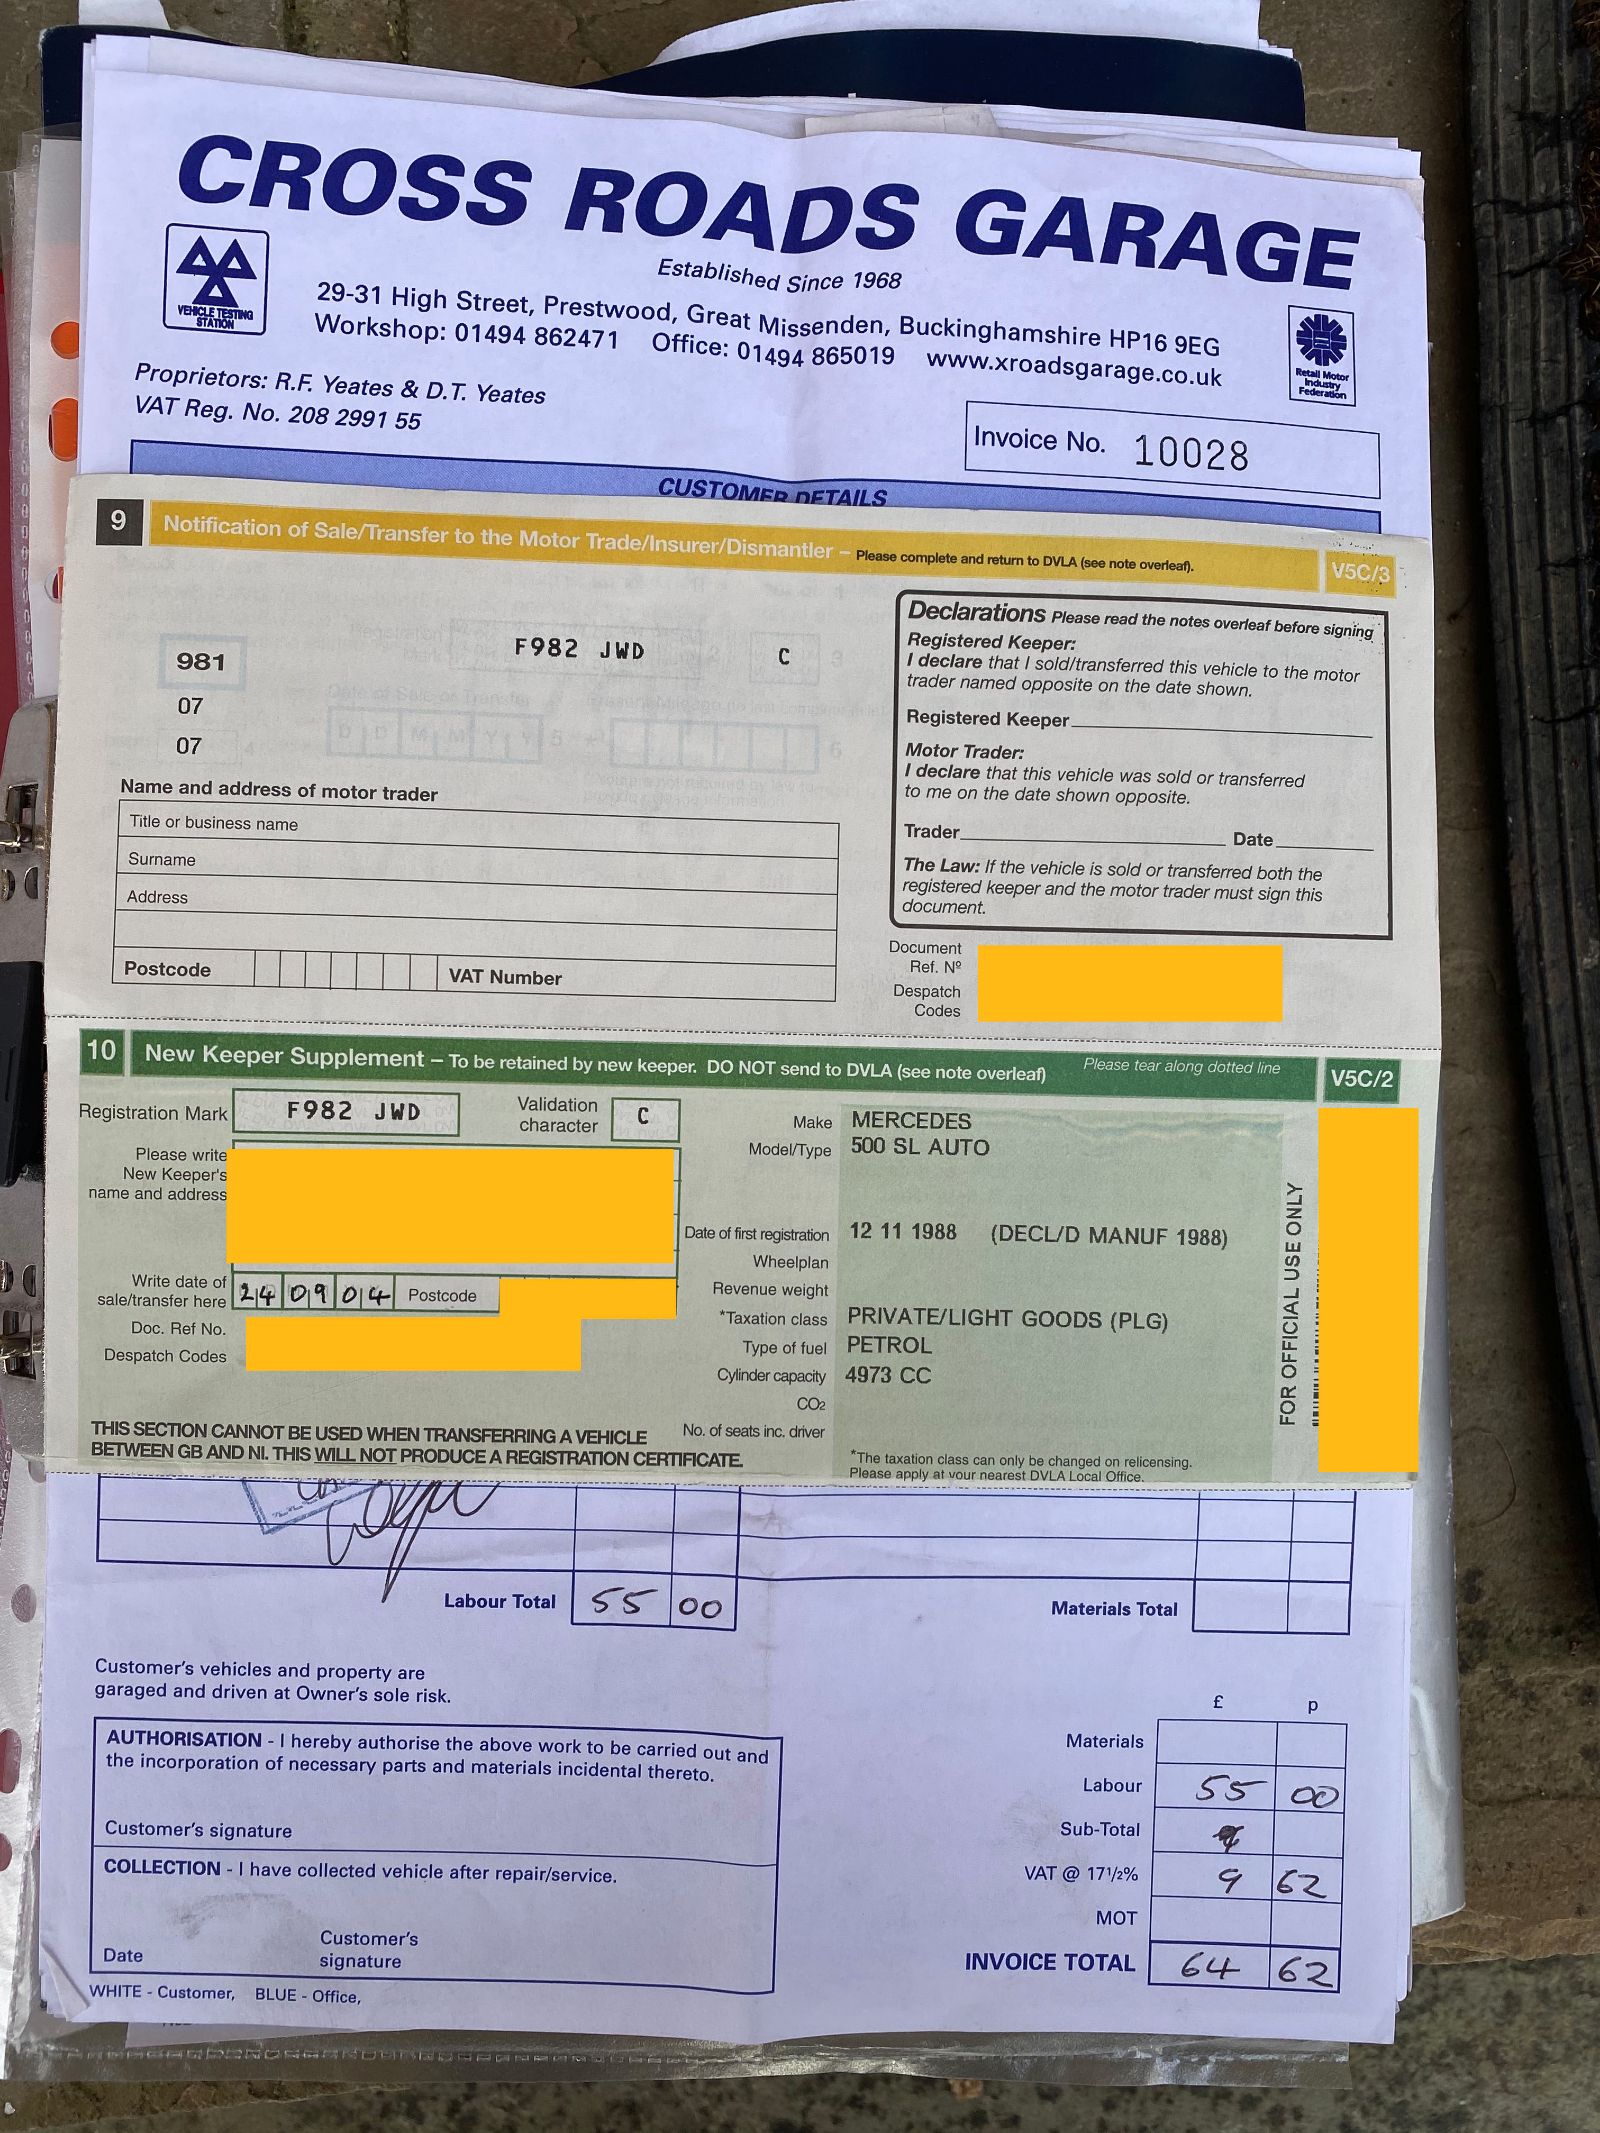 CROSS ROADS GARAGE
Established Since 1968
29-31 High Street, Prestwood, Great Missenden, Buckinghamshire HP16 9EG
Workshop: 01494 862471 Office: 01494 865019 www.xroadsgarage.co.uk
VEHICLE TESTING
STATION
Retail Motor
Industry
Federation
Proprietors: R.F. Yeates & D.T. Yeates
VAT Reg. No. 208 2991 55
Invoice No. 10028
CUSTOMER DETAILS
9 Notification of Sale/Transfer to the Motor Trade/Insurer/Dismantler – Please complete and return to DVLA (see note overleaf). V5C/3
981
07
07
F982 JWD C
Name and address of motor trader
Title or business name
Surname
Address
Postcode VAT Number
Declarations Please read the notes overleaf before signing
Registered Keeper:
I declare that I sold/transferred this vehicle to the motor
trader named opposite on the date shown.
Registered Keeper
Motor Trader:
I declare that this vehicle was sold or transferred
to me on the date shown opposite.
Trader Date
The Law: If the vehicle is sold or transferred both the
registered keeper and the motor trader must sign this
document.
Document
Ref. Nº
Despatch
Codes
10 New Keeper Supplement – To be retained by new keeper. DO NOT send to DVLA (see note overleaf) Please tear along dotted line V5C/2
Registration Mark F982 JWD Validation
character C
Please write
New Keeper's
name and address
Write date of
sale/transfer here 24 09 04 Postcode
Doc. Ref No.
Despatch Codes
THIS SECTION CANNOT BE USED WHEN TRANSFERRING A VEHICLE
BETWEEN GB AND NI. THIS WILL NOT PRODUCE A REGISTRATION CERTIFICATE.
Make MERCEDES
Model/Type 500 SL AUTO
Date of first registration 12 11 1988 (DECL/D MANUF 1988)
Wheelplan
Revenue weight
*Taxation class PRIVATE/LIGHT GOODS (PLG)
Type of fuel PETROL
Cylinder capacity 4973 CC
CO2
No. of seats inc. driver
*The taxation class can only be changed on relicensing.
Please apply at your nearest DVLA Local Office.
FOR OFFICIAL USE ONLY
Labour Total 55 00
Materials Total
Customer's vehicles and property are
garaged and driven at Owner's sole risk.
AUTHORISATION - I hereby authorise the above work to be carried out and
the incorporation of necessary parts and materials incidental thereto.
Customer's signature
COLLECTION - I have collected vehicle after repair/service.
Date Customer's
signature
WHITE - Customer, BLUE - Office,
£ p
Materials
Labour 55 00
Sub-Total
VAT @ 17½% 9 62
MOT
INVOICE TOTAL 64 62